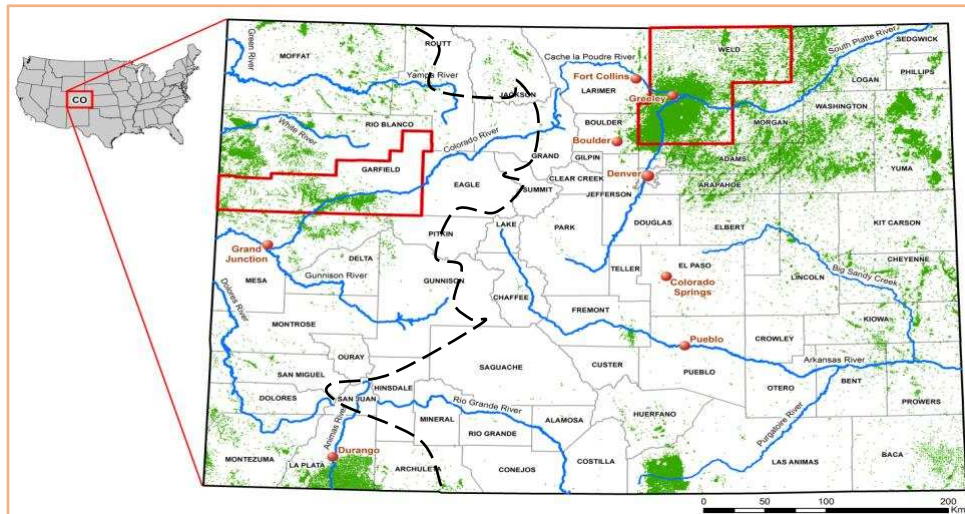 CO
MOFFAT
ROUTT
JACKSON
LARIMER
WELD
SEDGWICK
LOGAN
PHILLIPS
Green River
Yampa River
Cache la Poudre River
South Platte River
Fort Collins
Greeley
WASHINGTON
MORGAN
White River
RIO BLANCO
Colorado River
BOULDER
Boulder
GRAND
GILPIN
GARFIELD
EAGLE
SUMMIT
CLEAR CREEK
JEFFERSON
Denver
ADAMS
ARAPAHOE
YUMA
PITKIN
LAKE
PARK
DOUGLAS
ELBERT
KIT CARSON
Grand
Junction
DELTA
MESA
Gunnison River
GUNNISON
CHAFFEE
TELLER
EL PASO
Colorado
Springs
LINCOLN
CHEYENNE
Big Sandy Creek
Dolores River
MONTROSE
FREMONT
KIOWA
OURAY
SAN MIGUEL
SAGUACHE
CUSTER
Pueblo
PUEBLO
CROWLEY
Arkansas River
OTERO
BENT
PROWERS
DOLORES
SAN JUAN
HINSDALE
Rio Grande River
MINERAL
RIO GRANDE
ALAMOSA
HUERFANO
Purgatoire River
Animas River
Durango
MONTEZUMA
LA PLATA
ARCHULETA
CONEJOS
COSTILLA
LAS ANIMAS
BACA
0 50 100 200
Km